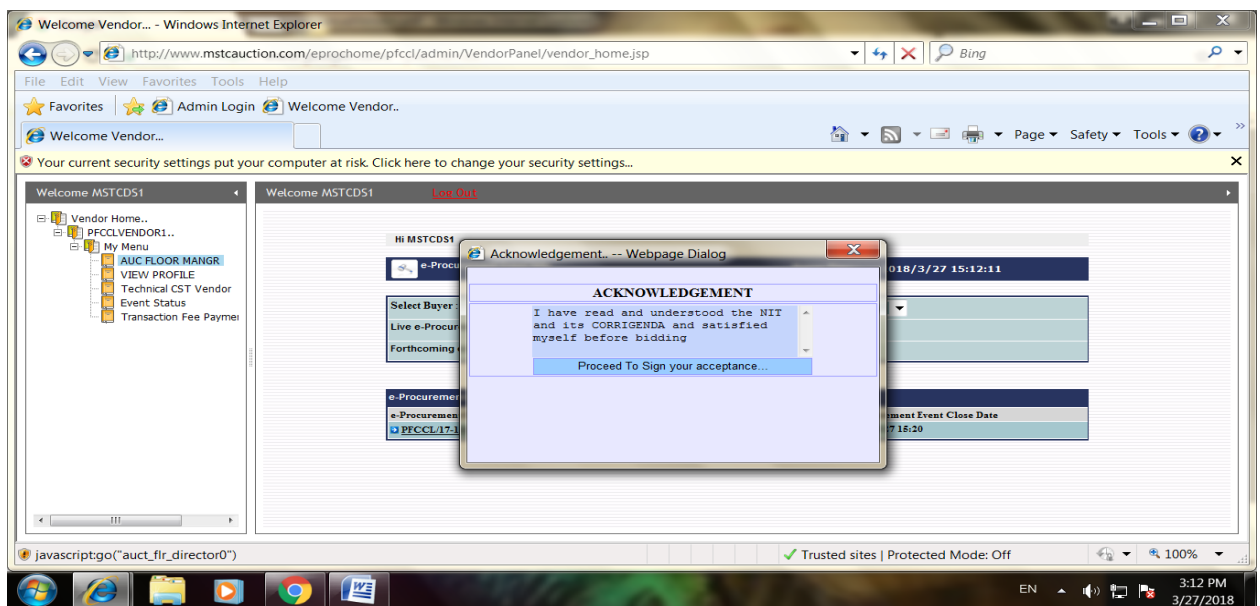 Welcome Vendor... - Windows Internet Explorer
http://www.mstcauction.com/eprochome/pfccl/admin/VendorPanel/vendor_home.jsp
Bing
File Edit View Favorites Tools Help
Favorites Admin Login Welcome Vendor..
Welcome Vendor...
Page Safety Tools
Your current security settings put your computer at risk. Click here to change your security settings...
Welcome MSTCDS1
Welcome MSTCDS1 Log Out
Vendor Home..
PFCCLVENDOR1..
My Menu
AUC FLOOR MANGR
VIEW PROFILE
Technical CST Vendor
Event Status
Transaction Fee Paymen
Hi MSTCDS1
e-Procu
018/3/27 15:12:11
Select Buyer :
Live e-Procur
Forthcoming
e-Procuremen
e-Procuremen
ement Event Close Date
PFCCL/17-1
7 15:20
Acknowledgement.. -- Webpage Dialog
ACKNOWLEDGEMENT
I have read and understood the NIT
and its CORRIGENDA and satisfied
myself before bidding
Proceed To Sign your acceptance...
javascript:go("auct_flr_director0")
Trusted sites | Protected Mode: Off
100%
EN
3:12 PM
3/27/2018